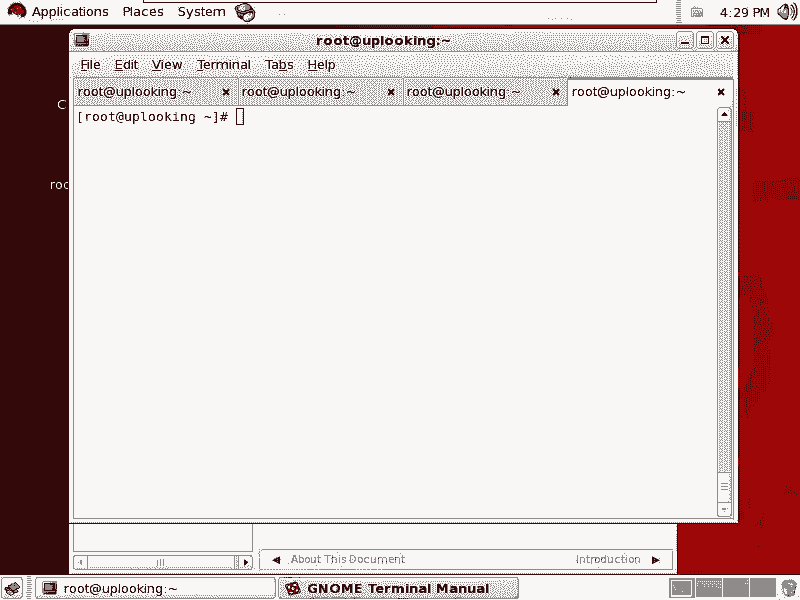 Applications Places System 4:29 PM
root@uplooking:~
File Edit View Terminal Tabs Help
root@uplooking:~ root@uplooking:~ root@uplooking:~ root@uplooking:~
C
[root@uplooking ~]#
roo
About This Document Introduction
root@uplooking:~ GNOME Terminal Manual